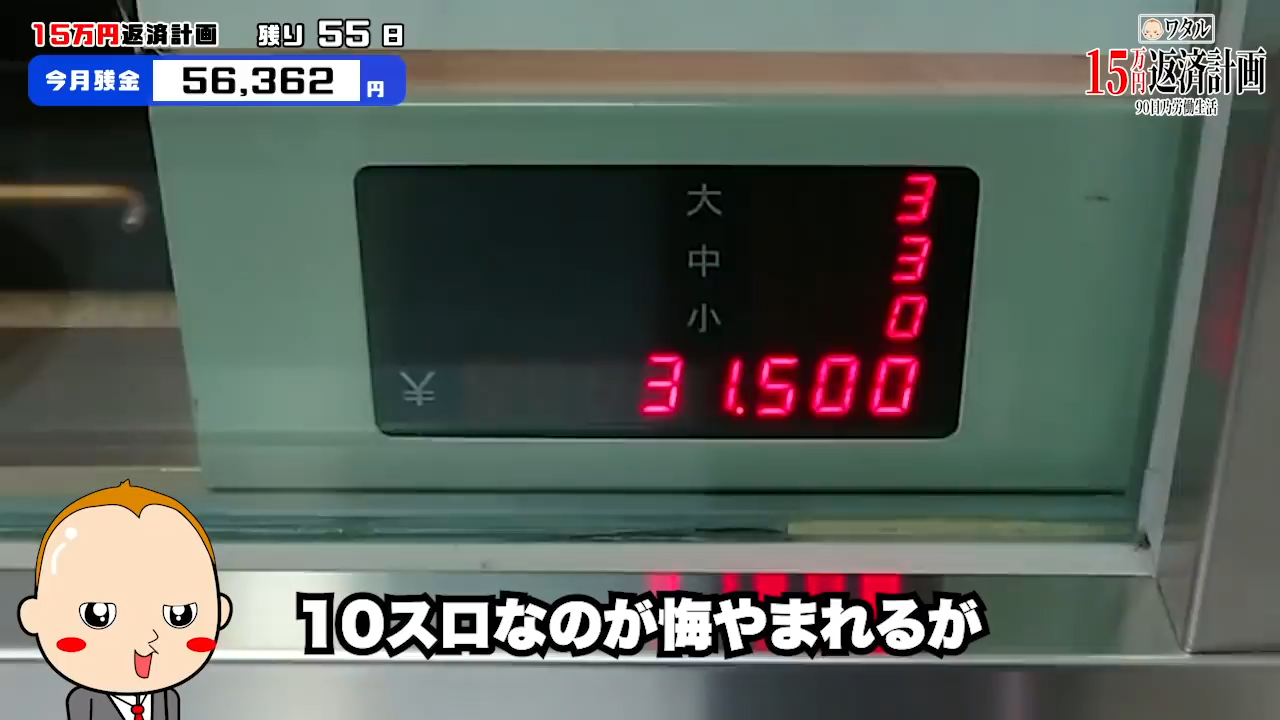 15万円返済計画 残り 55 日
今月残金 56,362 円
ワタル
15万円返済計画
90日乃労働生活
大 3
中 3
小 0
¥ 31.500
10スロなのが悔やまれるが